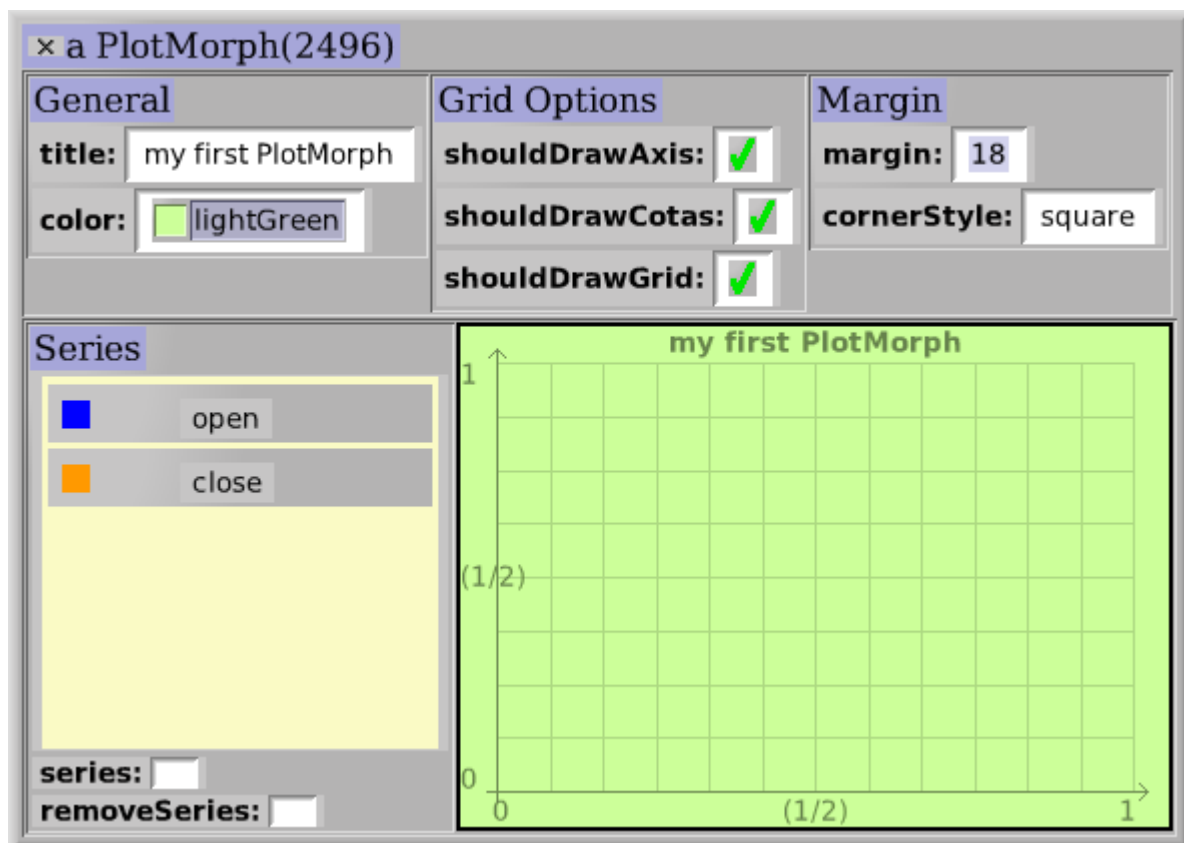 × a PlotMorph(2496)
General
title: my first PlotMorph
color: lightGreen
Grid Options
shouldDrawAxis:
shouldDrawCotas:
shouldDrawGrid:
Margin
margin: 18
cornerStyle: square
Series
open
close
series:
removeSeries:
my first PlotMorph
1
(1/2)
0
0 (1/2) 1